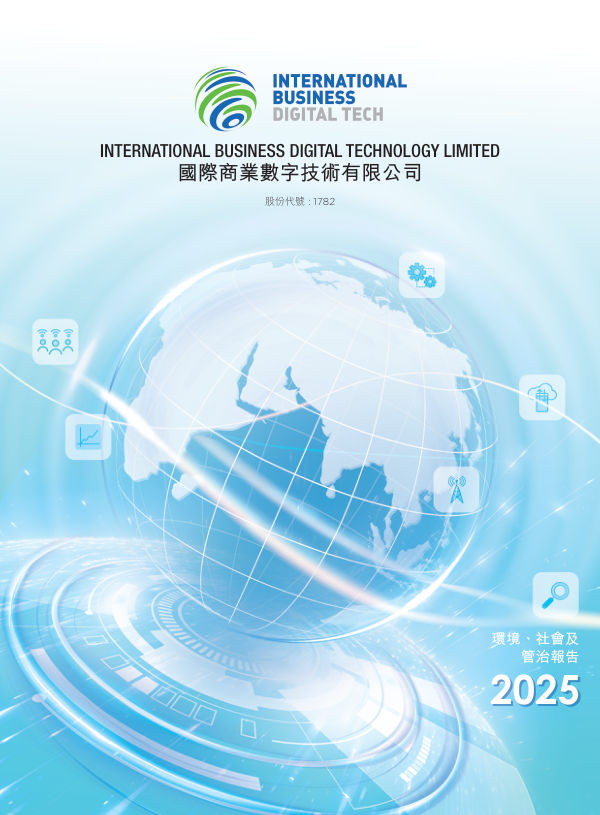 INTERNATIONAL
BUSINESS
DIGITAL TECH
INTERNATIONAL BUSINESS DIGITAL TECHNOLOGY LIMITED
國際商業數字技術有限公司
股份代號 : 1782
環境、社會及
管治報告
2025